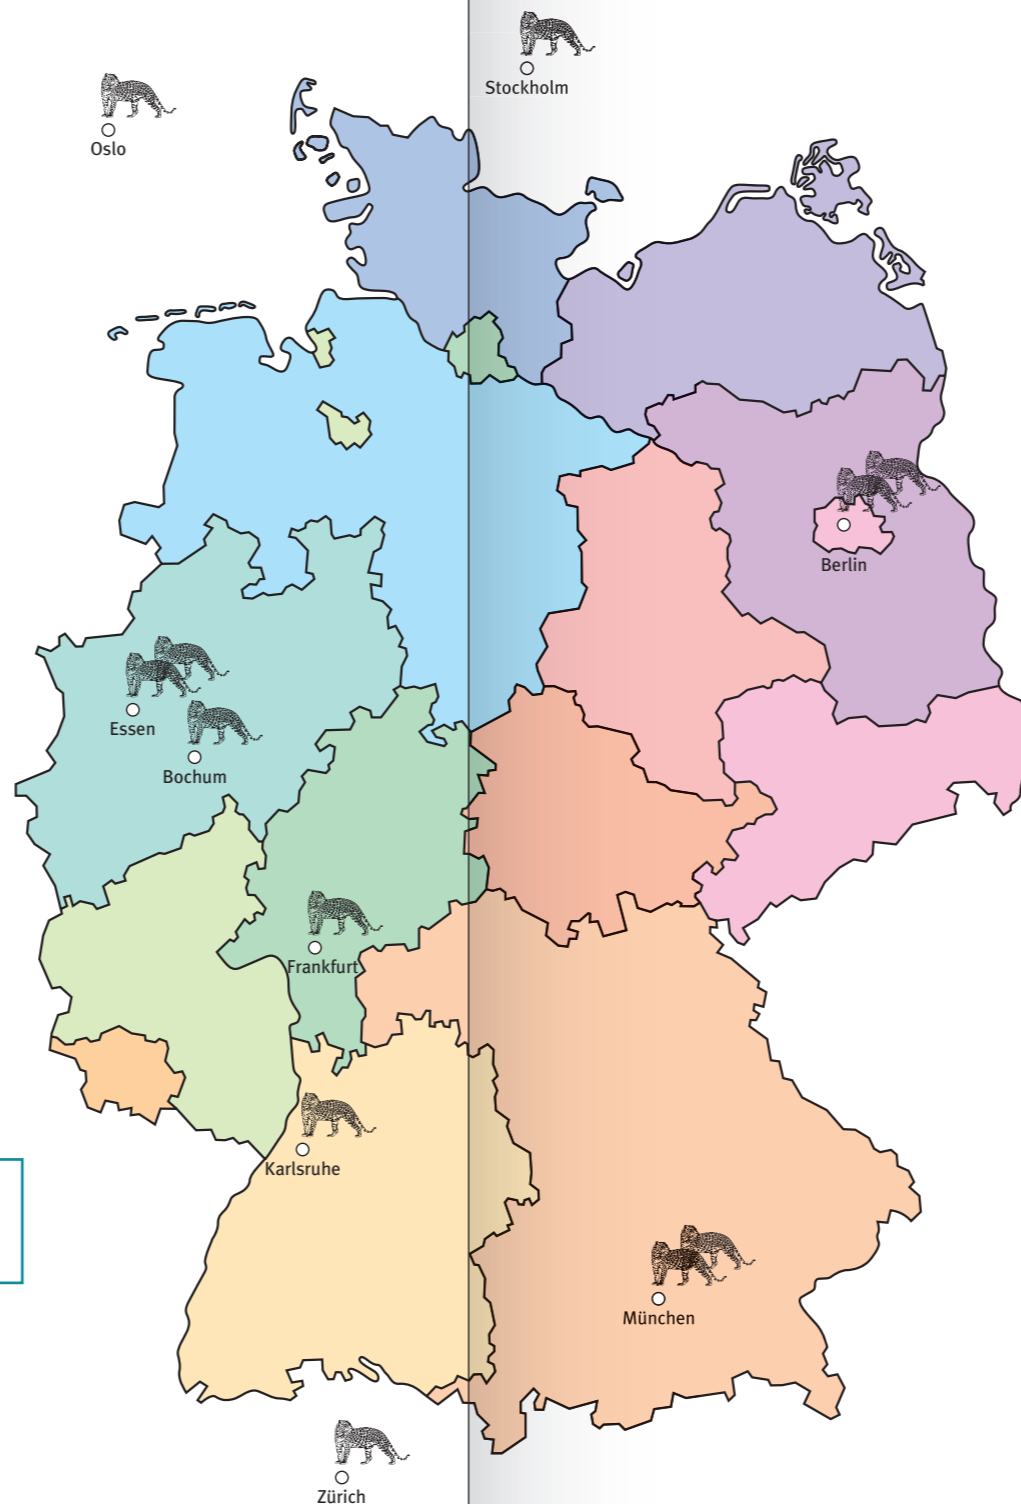 Stockholm
Oslo
Berlin
Essen
Bochum
Frankfurt
Karlsruhe
München
Zürich